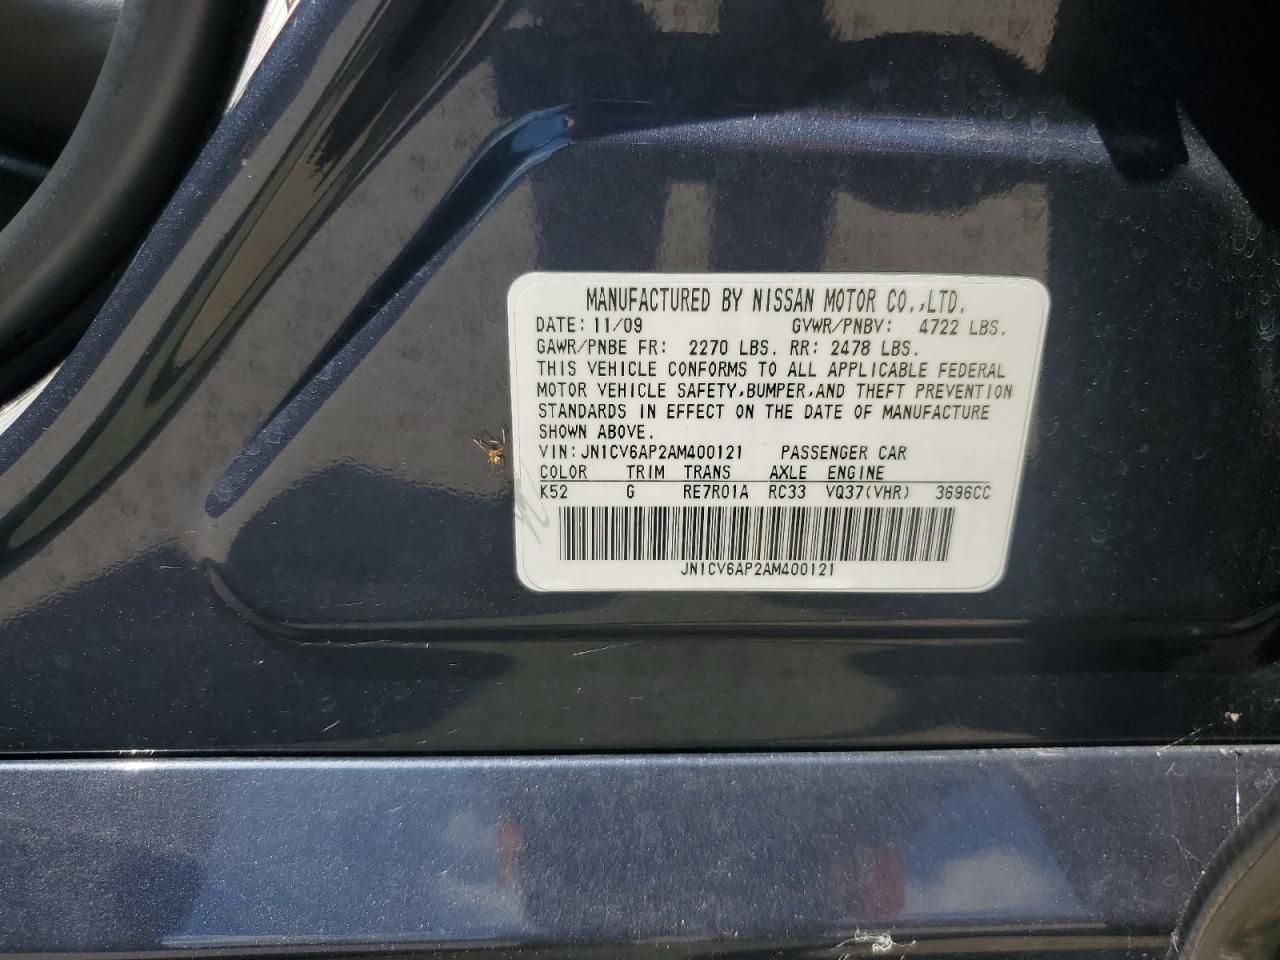 MANUFACTURED BY NISSAN MOTOR CO.,LTD.
DATE: 11/09 GVWR/PNBV: 4722 LBS.
GAWR/PNBE FR: 2270 LBS. RR: 2478 LBS.
THIS VEHICLE CONFORMS TO ALL APPLICABLE FEDERAL
MOTOR VEHICLE SAFETY,BUMPER,AND THEFT PREVENTION
STANDARDS IN EFFECT ON THE DATE OF MANUFACTURE
SHOWN ABOVE.
VIN:JN1CV6AP2AM400121 PASSENGER CAR
COLOR TRIM TRANS AXLE ENGINE
K52 G RE7R01A RC33 VQ37(VHR) 3696CC
JN1CV6AP2AM400121